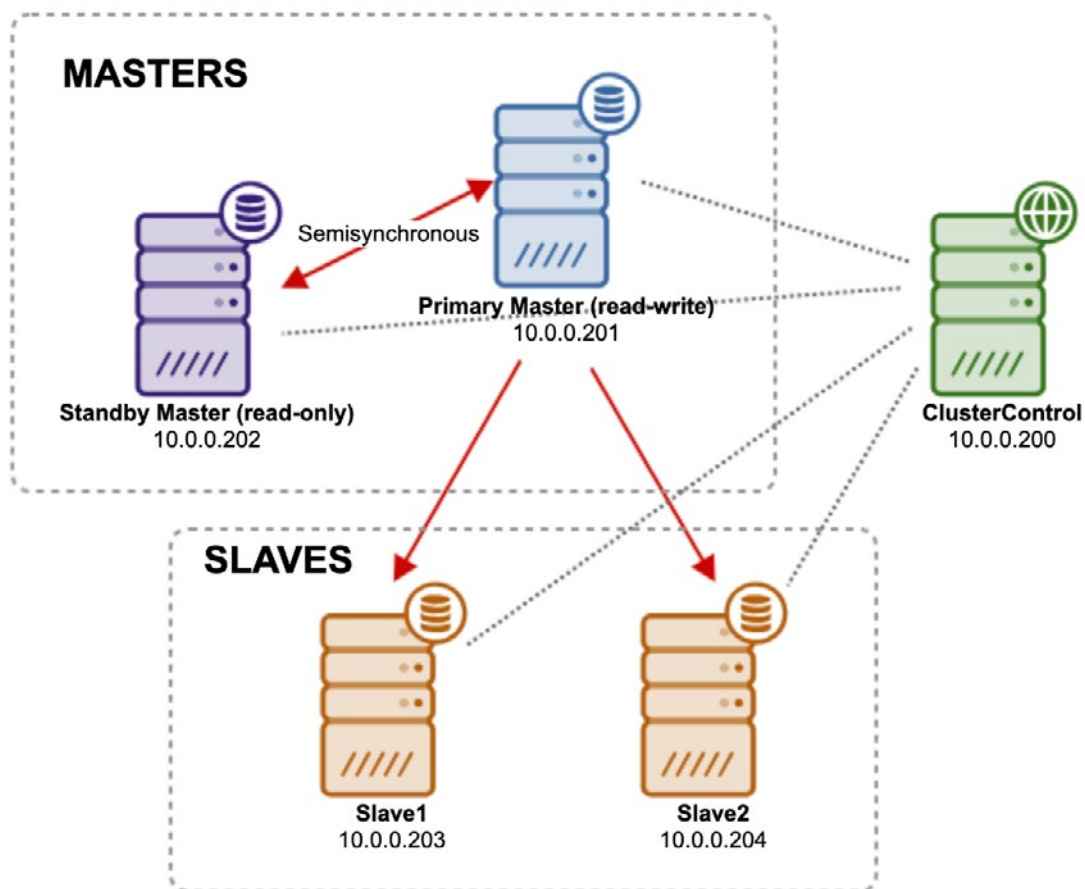 MASTERS
Semisynchronous
Primary Master (read-write)
10.0.0.201
Standby Master (read-only)
10.0.0.202
ClusterControl
10.0.0.200
SLAVES
Slave1
10.0.0.203
Slave2
10.0.0.204